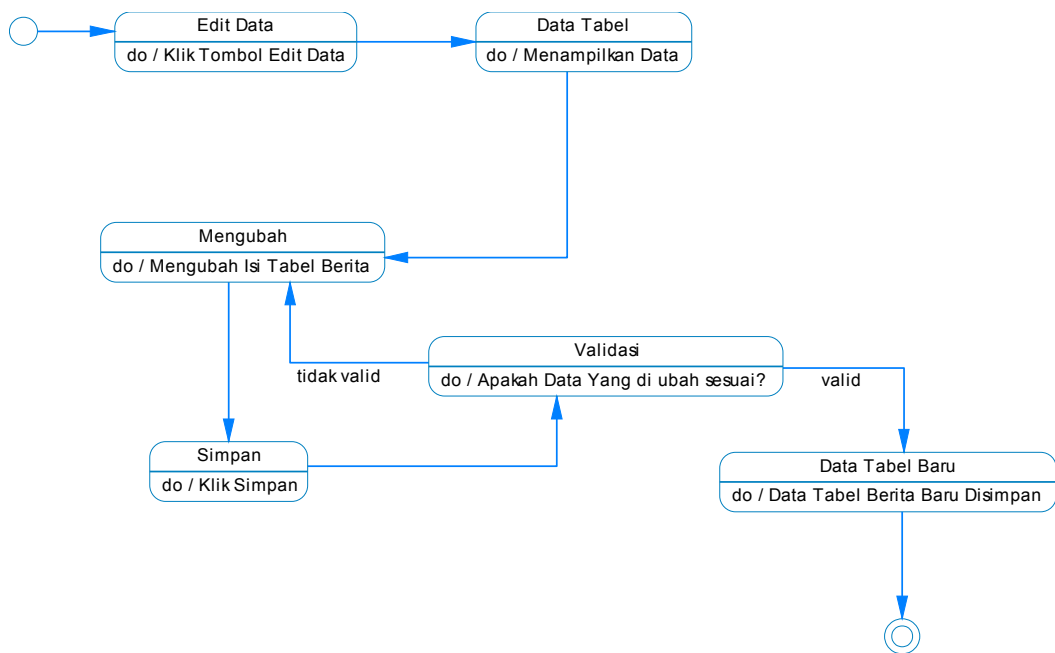 Edit Data
do / Klik Tombol Edit Data
Data Tabel
do / Menampilkan Data
Mengubah
do / Mengubah Isi Tabel Berita
tidak valid
Validasi
do / Apakah Data Yang di ubah sesuai?
valid
Simpan
do / Klik Simpan
Data Tabel Baru
do / Data Tabel Berita Baru Disimpan